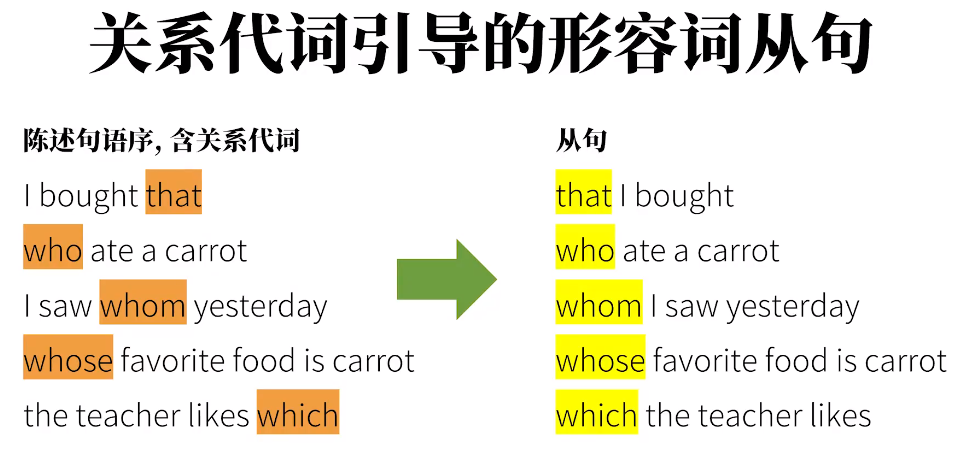 关系代词引导的形容词从句
陈述句语序, 含关系代词
I bought that
who ate a carrot
I saw whom yesterday
whose favorite food is carrot
the teacher likes which
从句
that I bought
who ate a carrot
whom I saw yesterday
whose favorite food is carrot
which the teacher likes